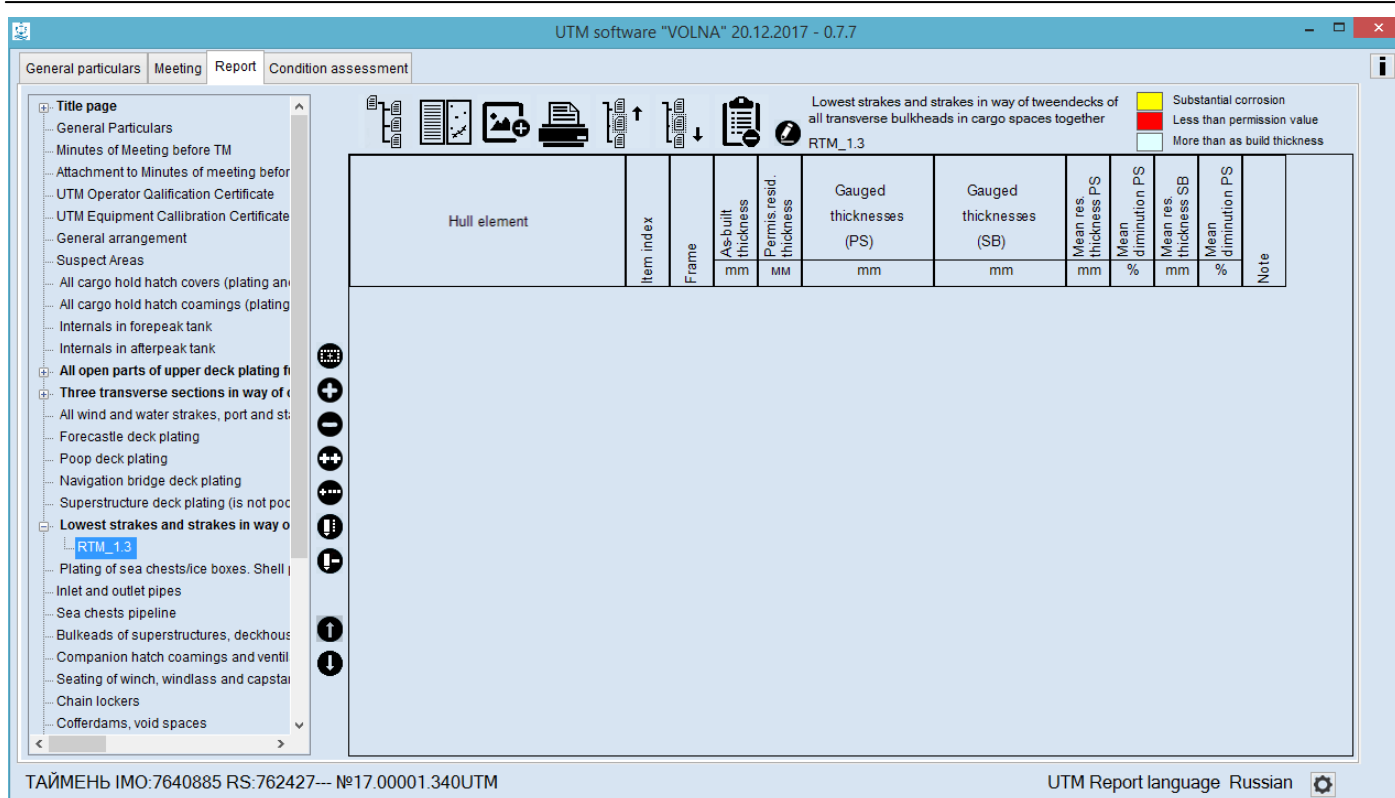 UTM software "VOLNA" 20.12.2017 - 0.7.7
General particulars
Meeting
Report
Condition assessment
Title page
General Particulars
Minutes of Meeting before TM
Attachment to Minutes of meeting befor
UTM Operator Qalification Certificate
UTM Equipment Callibration Certificate
General arrangement
Suspect Areas
All cargo hold hatch covers (plating an
All cargo hold hatch coamings (plating
Internals in forepeak tank
Internals in afterpeak tank
All open parts of upper deck plating fu
Three transverse sections in way of
All wind and water strakes, port and sta
Forecastle deck plating
Poop deck plating
Navigation bridge deck plating
Superstructure deck plating (is not poo
Lowest strakes and strakes in way o
RTM_1.3
Plating of sea chests/ice boxes. Shell
Inlet and outlet pipes
Sea chests pipeline
Bulkeads of superstructures, deckhous
Companion hatch coamings and ventil
Seating of winch, windlass and capstar
Chain lockers
Cofferdams, void spaces
Lowest strakes and strakes in way of tweendecks of
all transverse bulkheads in cargo spaces together
RTM_1.3
Substantial corrosion
Less than permission value
More than as build thickness
Hull element
Item index
Frame
As-built
thickness
mm
Permis.resid.
thickness
мм
Gauged
thicknesses
(PS)
mm
Gauged
thicknesses
(SB)
mm
Mean res.
thickness PS
mm
Mean
diminution PS
%
Mean res.
thickness SB
mm
Mean
diminution PS
%
Note
ТАЙМЕНЬ IMO:7640885 RS:762427--- №17.00001.340UTM
UTM Report language Russian